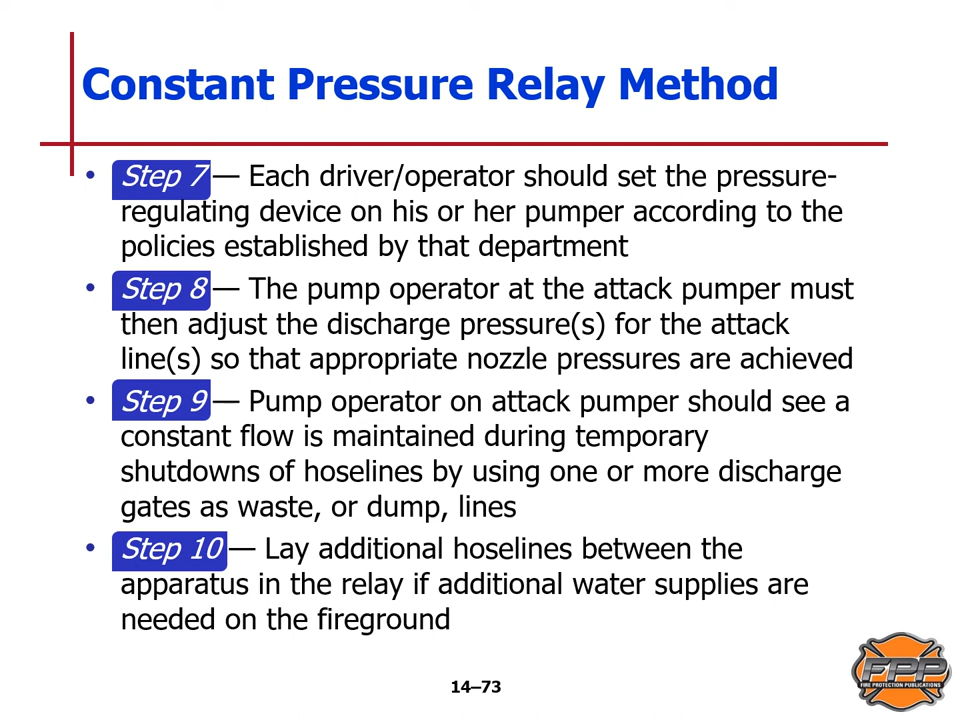 Constant Pressure Relay Method
• Step 7 — Each driver/operator should set the pressure-
regulating device on his or her pumper according to the
policies established by that department
• Step 8 — The pump operator at the attack pumper must
then adjust the discharge pressure(s) for the attack
line(s) so that appropriate nozzle pressures are achieved
• Step 9 — Pump operator on attack pumper should see a
constant flow is maintained during temporary
shutdowns of hoselines by using one or more discharge
gates as waste, or dump, lines
• Step 10 — Lay additional hoselines between the
apparatus in the relay if additional water supplies are
needed on the fireground
14–73
FPP
FIRE PROTECTION PUBLICATIONS